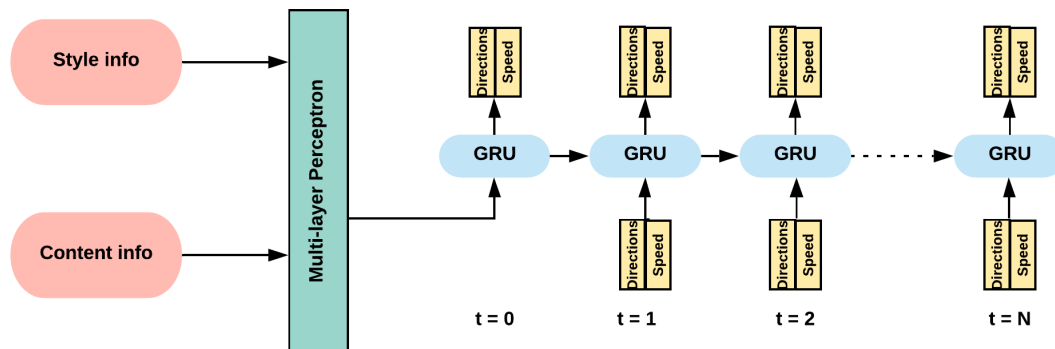 Style info
Content info
Multi-layer Perceptron
Directions
Speed
Directions
Speed
Directions
Speed
Directions
Speed
GRU
GRU
GRU
GRU
Directions
Speed
Directions
Speed
Directions
Speed
t = 0
t = 1
t = 2
t = N